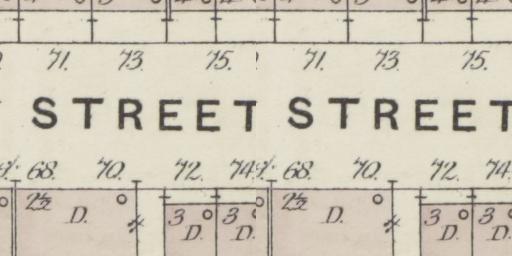 71. 73. 75. 71. 73. 75.
STREET STREET
68. 70. 72. 74 68. 70. 72. 74
2½ D. 3 D. 3 D. 2½ D. 3 D. 3 D.